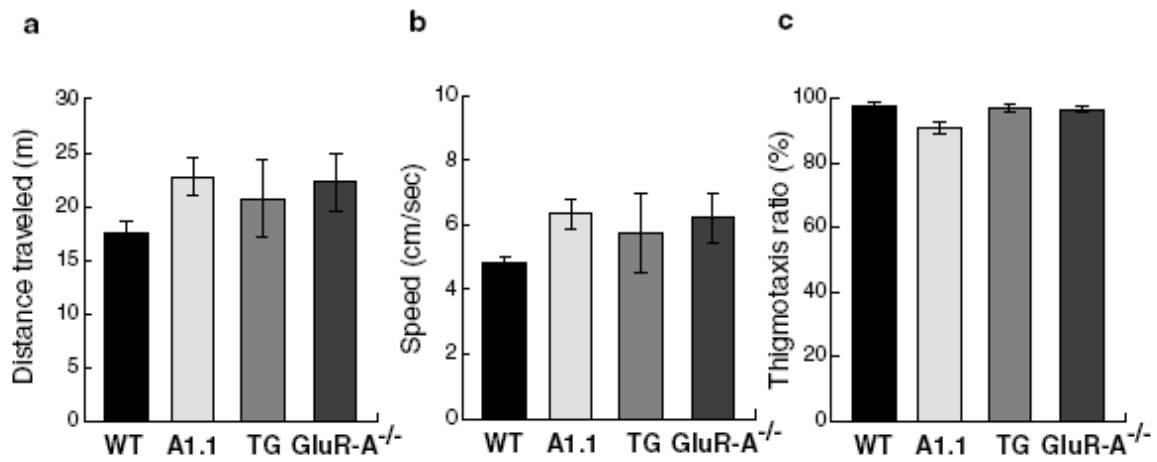 a
Distance traveled (m)
30
25
20
15
10
5
0
WT A1.1 TG GluR-A-/-
b
Speed (cm/sec)
10
8
6
4
2
0
WT A1.1 TG GluR-A-/-
c
Thigmotaxis ratio (%)
100
80
60
40
20
0
WT A1.1 TG GluR-A-/-